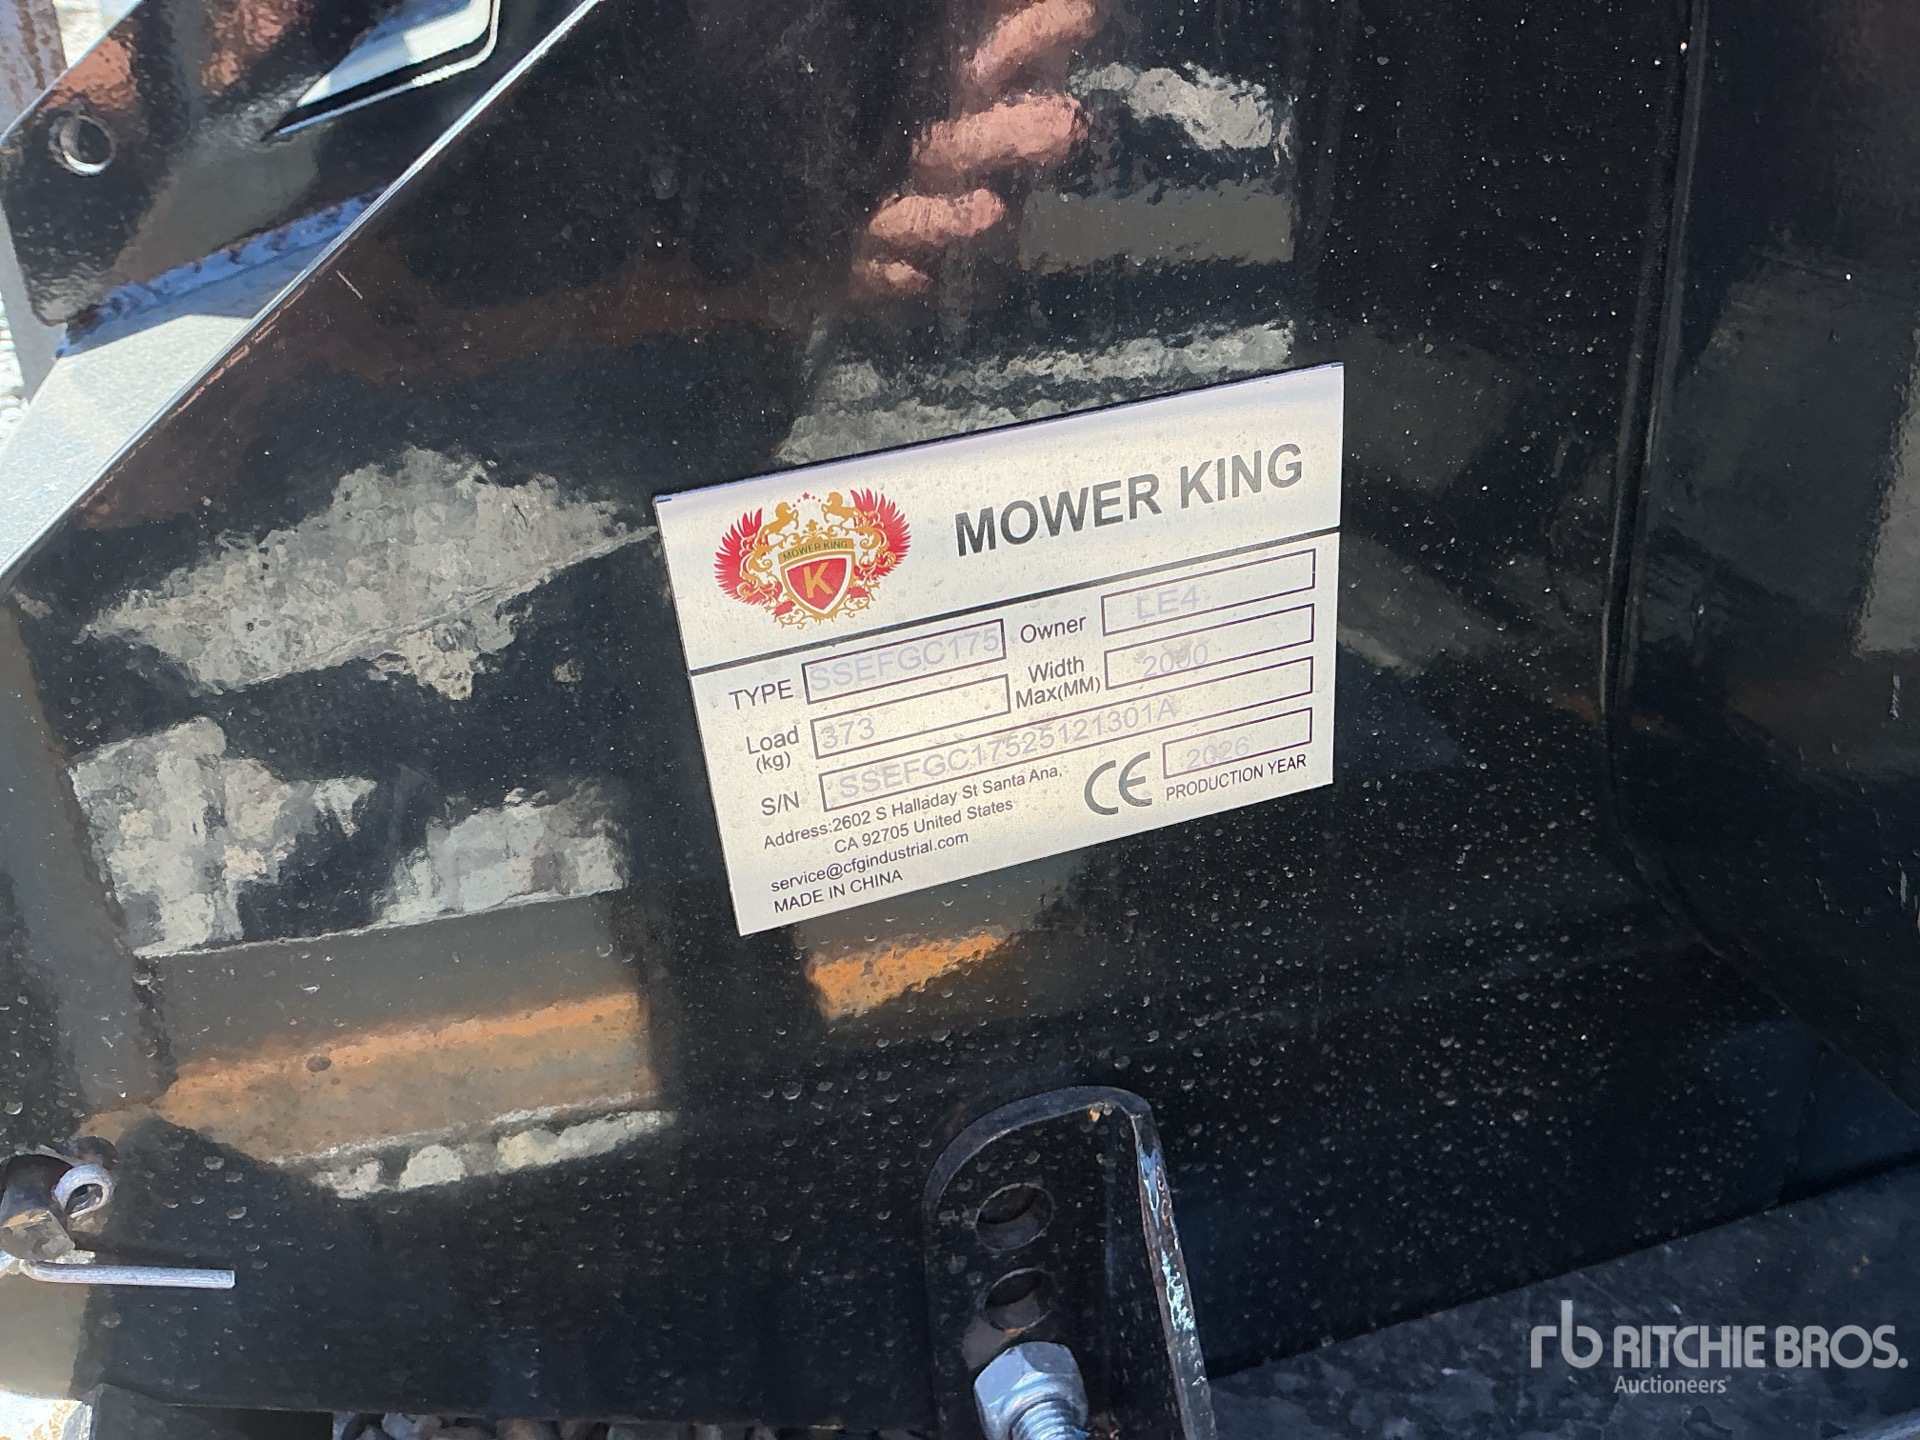 MOWER KING
MOWER KING
K
TYPE SSEFGC175 Owner LE4
Load (kg) 373 Width Max(MM) 2000
S/N SSEFGC17525121301A
Address:2602 S Halladay St Santa Ana,
CA 92705 United States
service@cfgindustrial.com
MADE IN CHINA
CE 2026
PRODUCTION YEAR
rb RITCHIE BROS.
Auctioneers